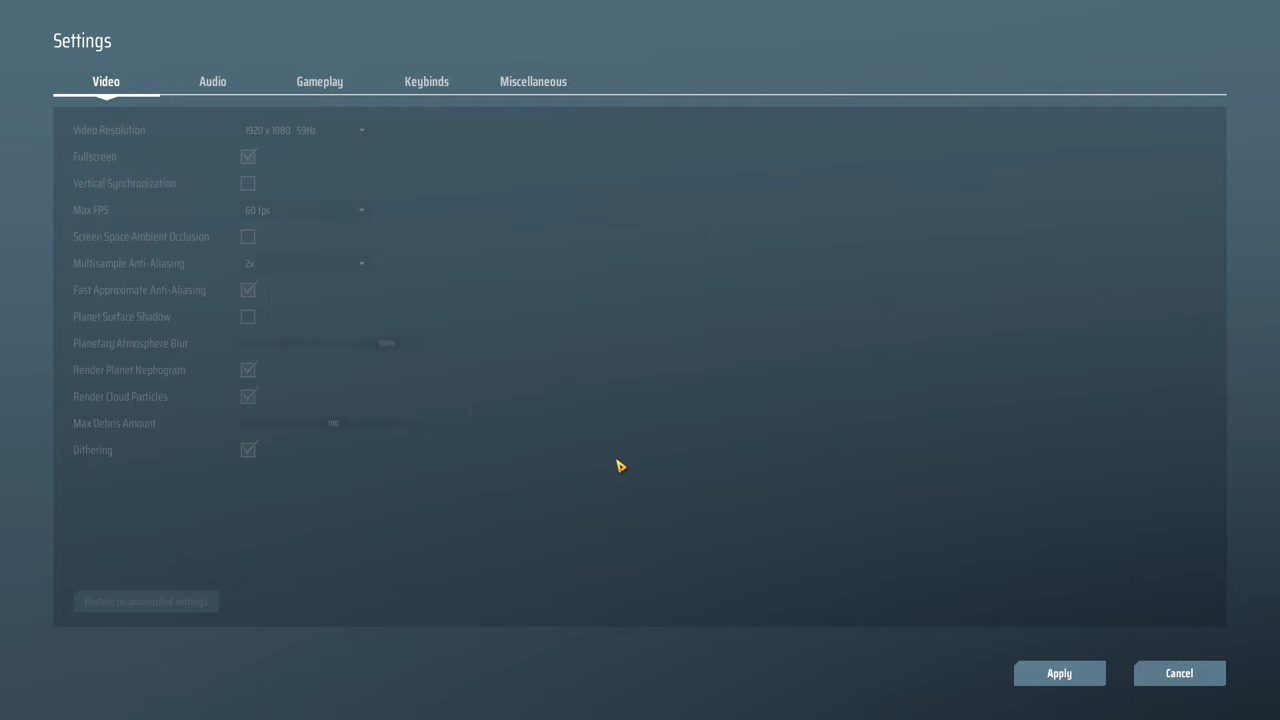 Settings
Video Audio Gameplay Keybinds Miscellaneous
Video Resolution 1920 x 1080 59Hz
Fullscreen
Vertical Synchronization
Max FPS 60 fps
Screen Space Ambient Occlusion
Multisample Anti-Aliasing 2x
Fast Approximate Anti-Aliasing
Planet Surface Shadow
Planetary Atmosphere Blur 100%
Render Planet Nephogram
Render Cloud Particles
Max Debris Amount 100
Dithering
Restore recommended settings
Apply Cancel